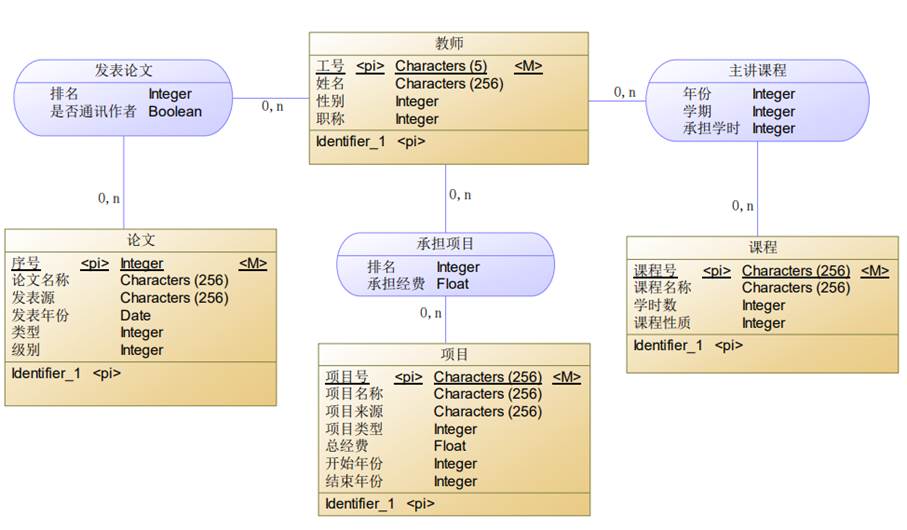 教师
工号 <pi> Characters (5) <M>
姓名 Characters (256)
性别 Integer
职称 Integer
Identifier_1 <pi>
发表论文
排名 Integer
是否通讯作者 Boolean
0,n
0,n
主讲课程
年份 Integer
学期 Integer
承担学时 Integer
0,n
0,n
0,n
承担项目
排名 Integer
承担经费 Float
0,n
论文
序号 <pi> Integer <M>
论文名称 Characters (256)
发表源 Characters (256)
发表年份 Date
类型 Integer
级别 Integer
Identifier_1 <pi>
课程
课程号 <pi> Characters (256) <M>
课程名称 Characters (256)
学时数 Integer
课程性质 Integer
Identifier_1 <pi>
项目
项目号 <pi> Characters (256) <M>
项目名称 Characters (256)
项目来源 Characters (256)
项目类型 Integer
总经费 Float
开始年份 Integer
结束年份 Integer
Identifier_1 <pi>